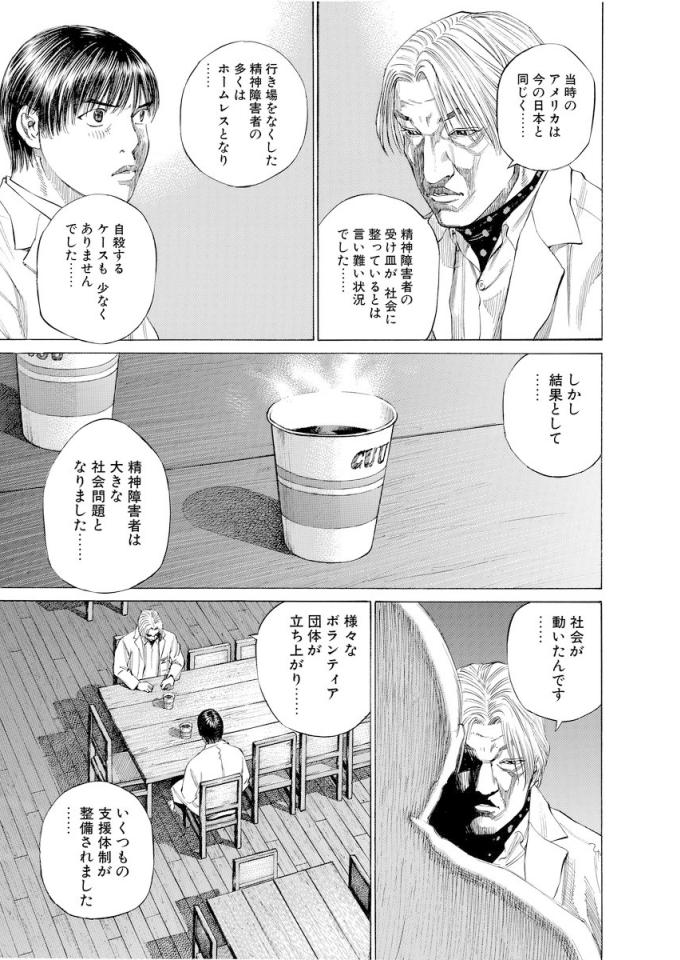 当時の
アメリカは
今の日本と
同じく……
精神障害者の
受け皿が 社会に
整っているとは
言い難い状況
でした……
行き場をなくした
精神障害者の
多くは
ホームレスとなり
……
自殺する
ケースも 少なく
ありません
でした……
しかし
結果として
……
精神障害者は
大きな
社会問題と
なりました……
社会が
動いたんです
……
様々な
ボランティア
団体が
立ち上がり……
いくつもの
支援体制が
整備されました
……